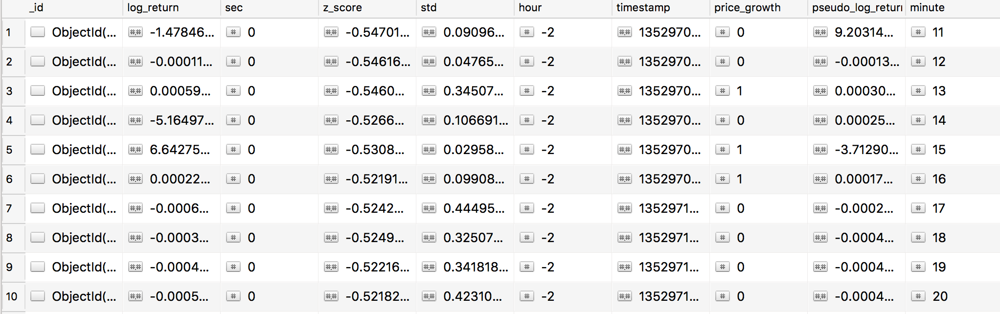 _id log_return sec z_score std hour timestamp price_growth pseudo_log_return minute
1 ObjectId(... #.# -1.47846... # 0 #.# -0.54701... #.# 0.09096... # -2 #.# 1352970... # 0 #.# 9.20314... # 11
2 ObjectId(... #.# -0.00011... # 0 #.# -0.54616... #.# 0.04765... # -2 #.# 1352970... # 0 #.# -0.00013... # 12
3 ObjectId(... #.# 0.00059... # 0 #.# -0.5460... #.# 0.34507... # -2 #.# 1352970... # 1 #.# 0.00030... # 13
4 ObjectId(... #.# -5.16497... # 0 #.# -0.5266... #.# 0.106691... # -2 #.# 1352970... # 0 #.# 0.00025... # 14
5 ObjectId(... #.# 6.64275... # 0 #.# -0.5308... #.# 0.02958... # -2 #.# 1352970... # 1 #.# -3.71290... # 15
6 ObjectId(... #.# 0.00022... # 0 #.# -0.52191... #.# 0.09908... # -2 #.# 1352970... # 1 #.# 0.00017... # 16
7 ObjectId(... #.# -0.0006... # 0 #.# -0.5242... #.# 0.44495... # -2 #.# 1352971... # 0 #.# -0.0002... # 17
8 ObjectId(... #.# -0.0003... # 0 #.# -0.5249... #.# 0.32507... # -2 #.# 1352971... # 0 #.# -0.0004... # 18
9 ObjectId(... #.# -0.0004... # 0 #.# -0.52216... #.# 0.341818... # -2 #.# 1352971... # 0 #.# -0.0004... # 19
10 ObjectId(... #.# -0.0005... # 0 #.# -0.52182... #.# 0.42310... # -2 #.# 1352971... # 0 #.# -0.0004... # 20